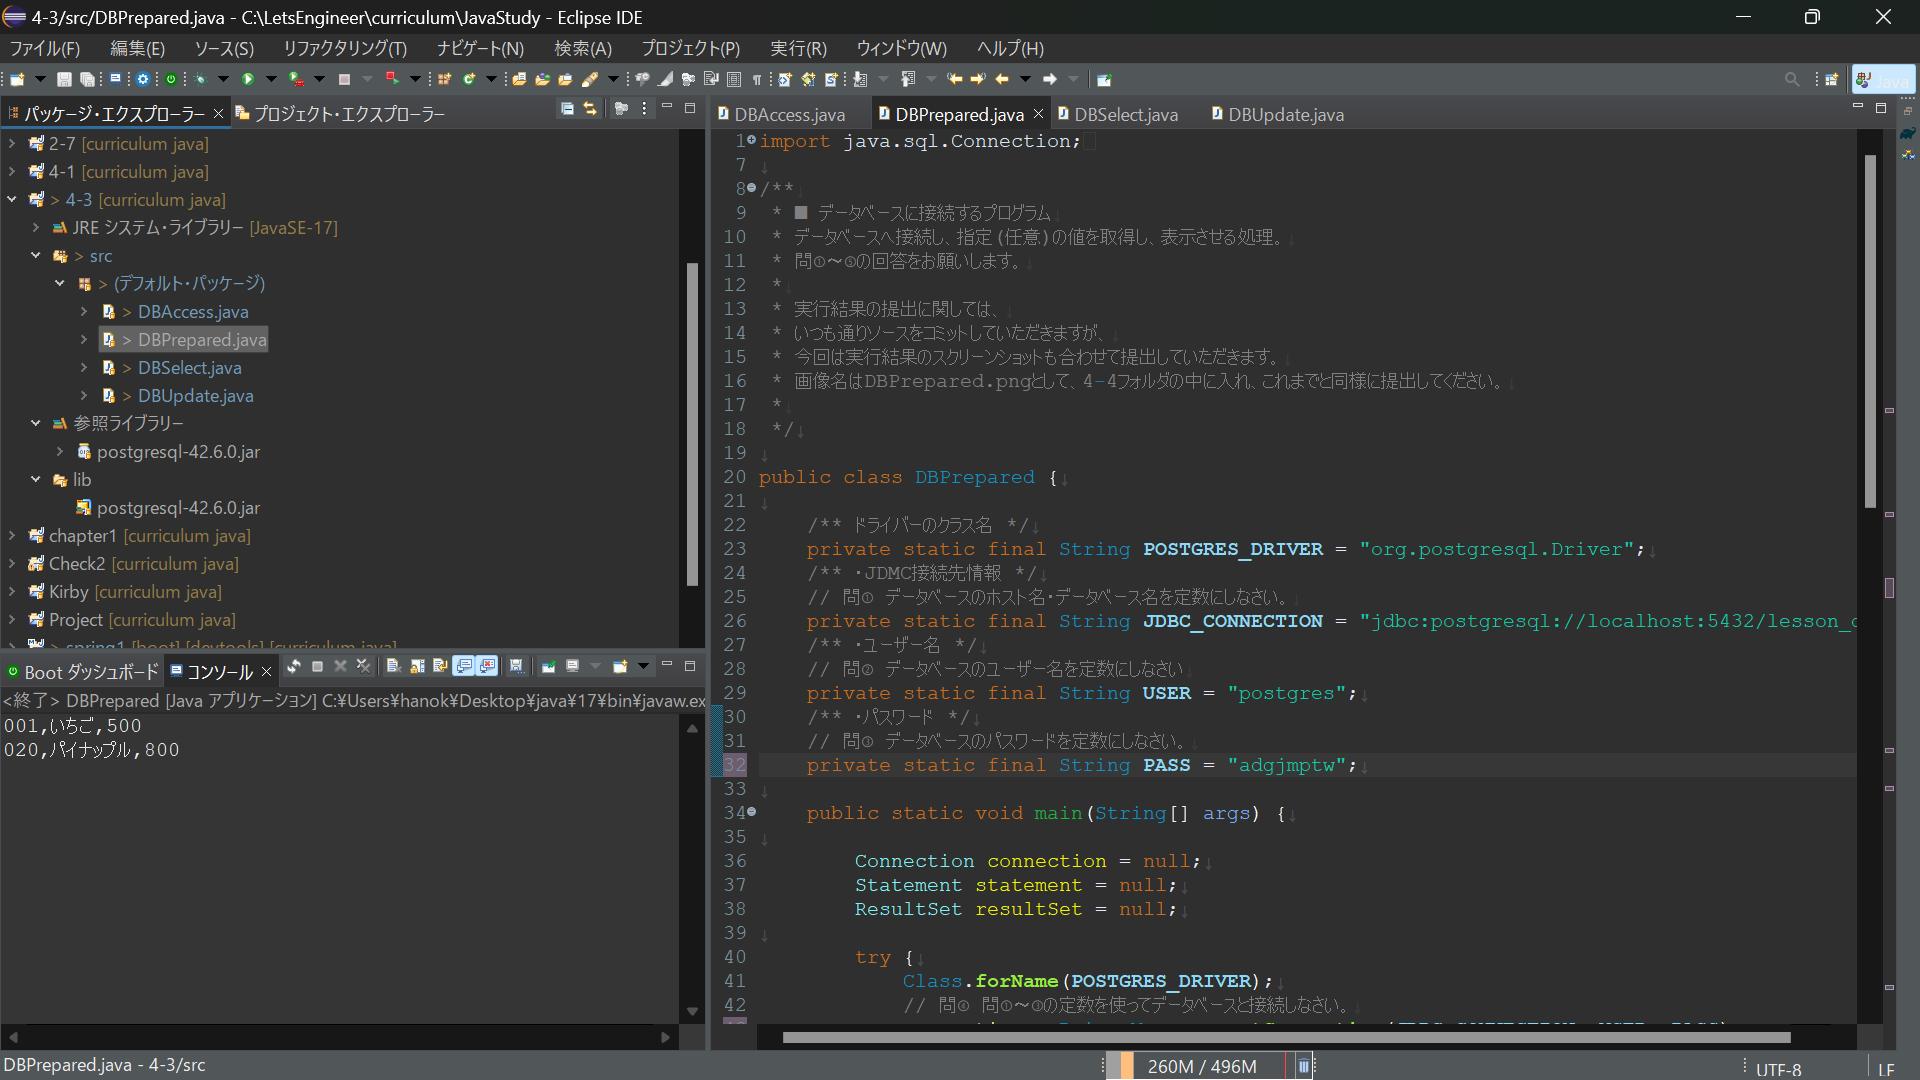 4-3/src/DBPrepared.java - C:\LetsEngineer\curriculum\JavaStudy - Eclipse IDE
ファイル(F) 編集(E) ソース(S) リファクタリング(T) ナビゲート(N) 検索(A) プロジェクト(P) 実行(R) ウィンドウ(W) ヘルプ(H)
パッケージ・エクスプローラー プロジェクト・エクスプローラー
2-7 [curriculum java]
4-1 [curriculum java]
> 4-3 [curriculum java]
JRE システム・ライブラリー [JavaSE-17]
> src
> (デフォルト・パッケージ)
> DBAccess.java
> DBPrepared.java
> DBSelect.java
> DBUpdate.java
参照ライブラリー
postgresql-42.6.0.jar
lib
postgresql-42.6.0.jar
chapter1 [curriculum java]
Check2 [curriculum java]
Kirby [curriculum java]
Project [curriculum java]
> spring1 [boot] [devtools] [curriculum java]
Boot ダッシュボード コンソール
<終了> DBPrepared [Java アプリケーション] C:¥Users¥hanok¥Desktop¥java¥17¥bin¥javaw.ex
001,いちご,500
020,パイナップル,800
DBAccess.java DBPrepared.java DBSelect.java DBUpdate.java
1 import java.sql.Connection;
7
8 /**
9 * ■ データベースに接続するプログラム
10 * データベースへ接続し、指定(任意)の値を取得し、表示させる処理。
11 * 問①～⑤の回答をお願いします。
12 *
13 * 実行結果の提出に関しては、
14 * いつも通りソースをコミットしていただきますが、
15 * 今回は実行結果のスクリーンショットも合わせて提出していただきます。
16 * 画像名はDBPrepared.pngとして、4-4フォルダの中に入れ、これまでと同様に提出してください。
17 *
18 */
19
20 public class DBPrepared {
21
22 /** ドライバーのクラス名 */
23 private static final String POSTGRES_DRIVER = "org.postgresql.Driver";
24 /** ・JDMC接続先情報 */
25 // 問① データベースのホスト名・データベース名を定数にしなさい。
26 private static final String JDBC_CONNECTION = "jdbc:postgresql://localhost:5432/lesson_
27 /** ・ユーザー名 */
28 // 問② データベースのユーザー名を定数にしなさい
29 private static final String USER = "postgres";
30 /** ・パスワード */
31 // 問③ データベースのパスワードを定数にしなさい。
32 private static final String PASS = "adgjmptw";
33
34 public static void main(String[] args) {
35
36 Connection connection = null;
37 Statement statement = null;
38 ResultSet resultSet = null;
39
40 try {
41 Class.forName(POSTGRES_DRIVER);
42 // 問④ 問①～③の定数を使ってデータベースと接続しなさい。
DBPrepared.java - 4-3/src
260M / 496M
UTF-8
LF